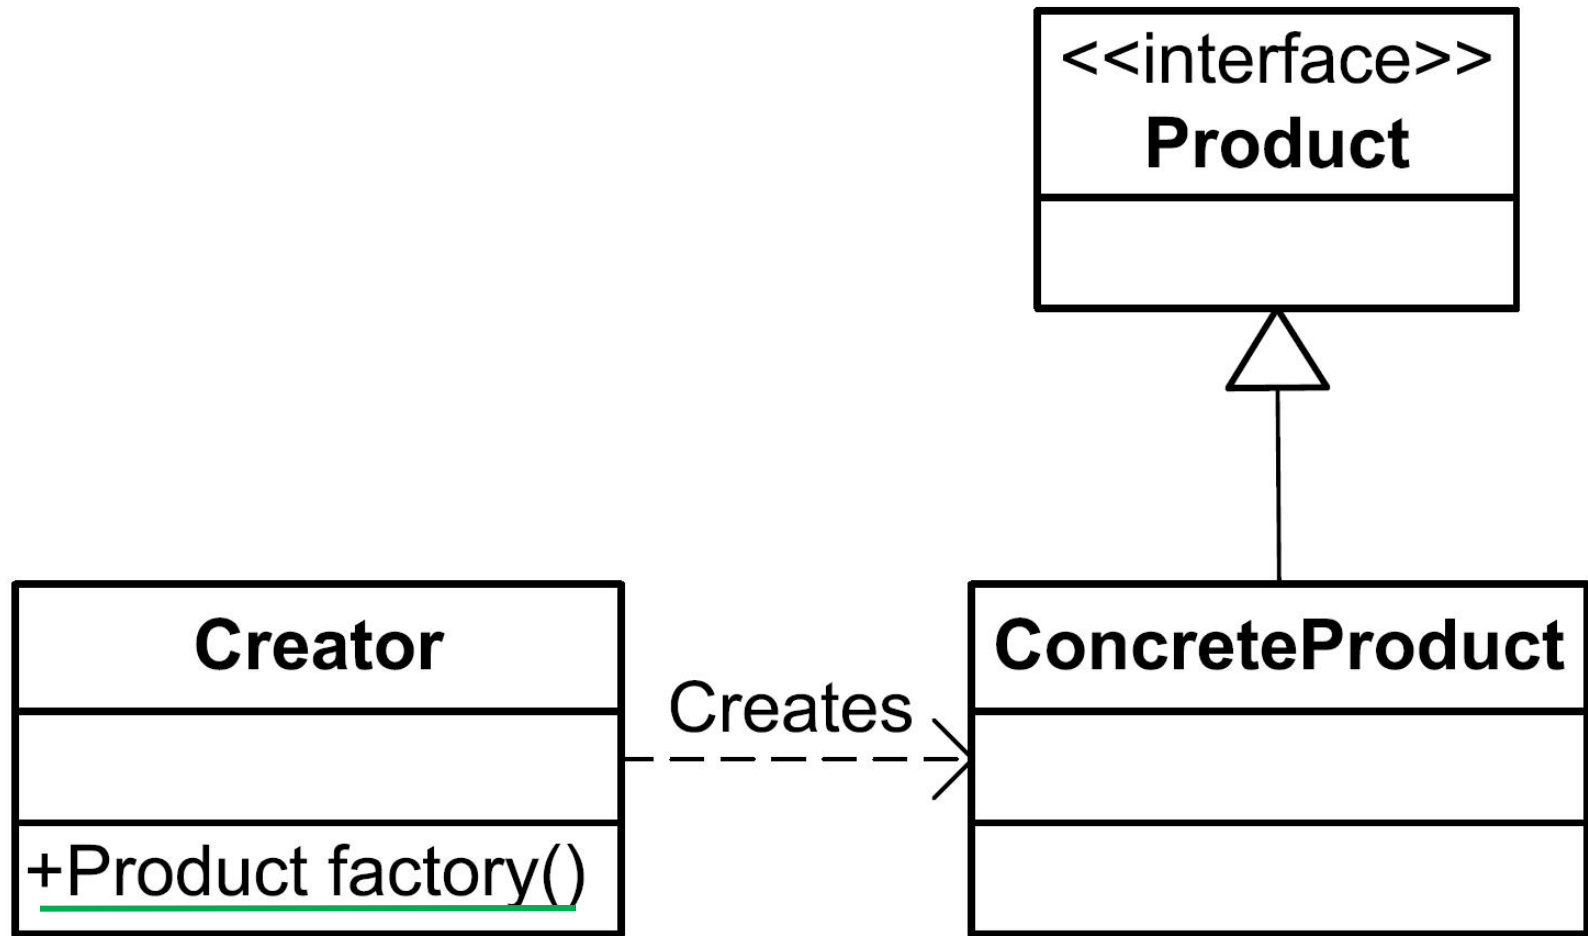 <<interface>>
Product
Creator
Creates
ConcreteProduct
+Product factory()